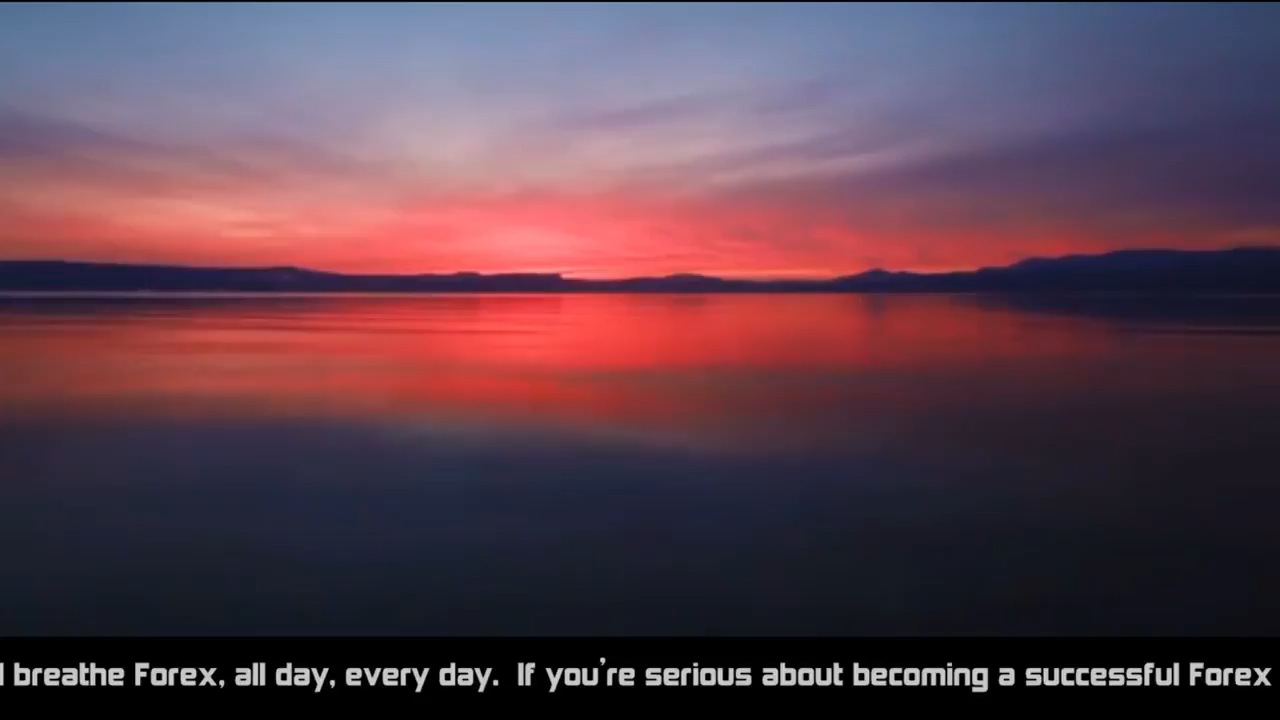 breathe Forex, all day, every day. If you're serious about becoming a successful Forex